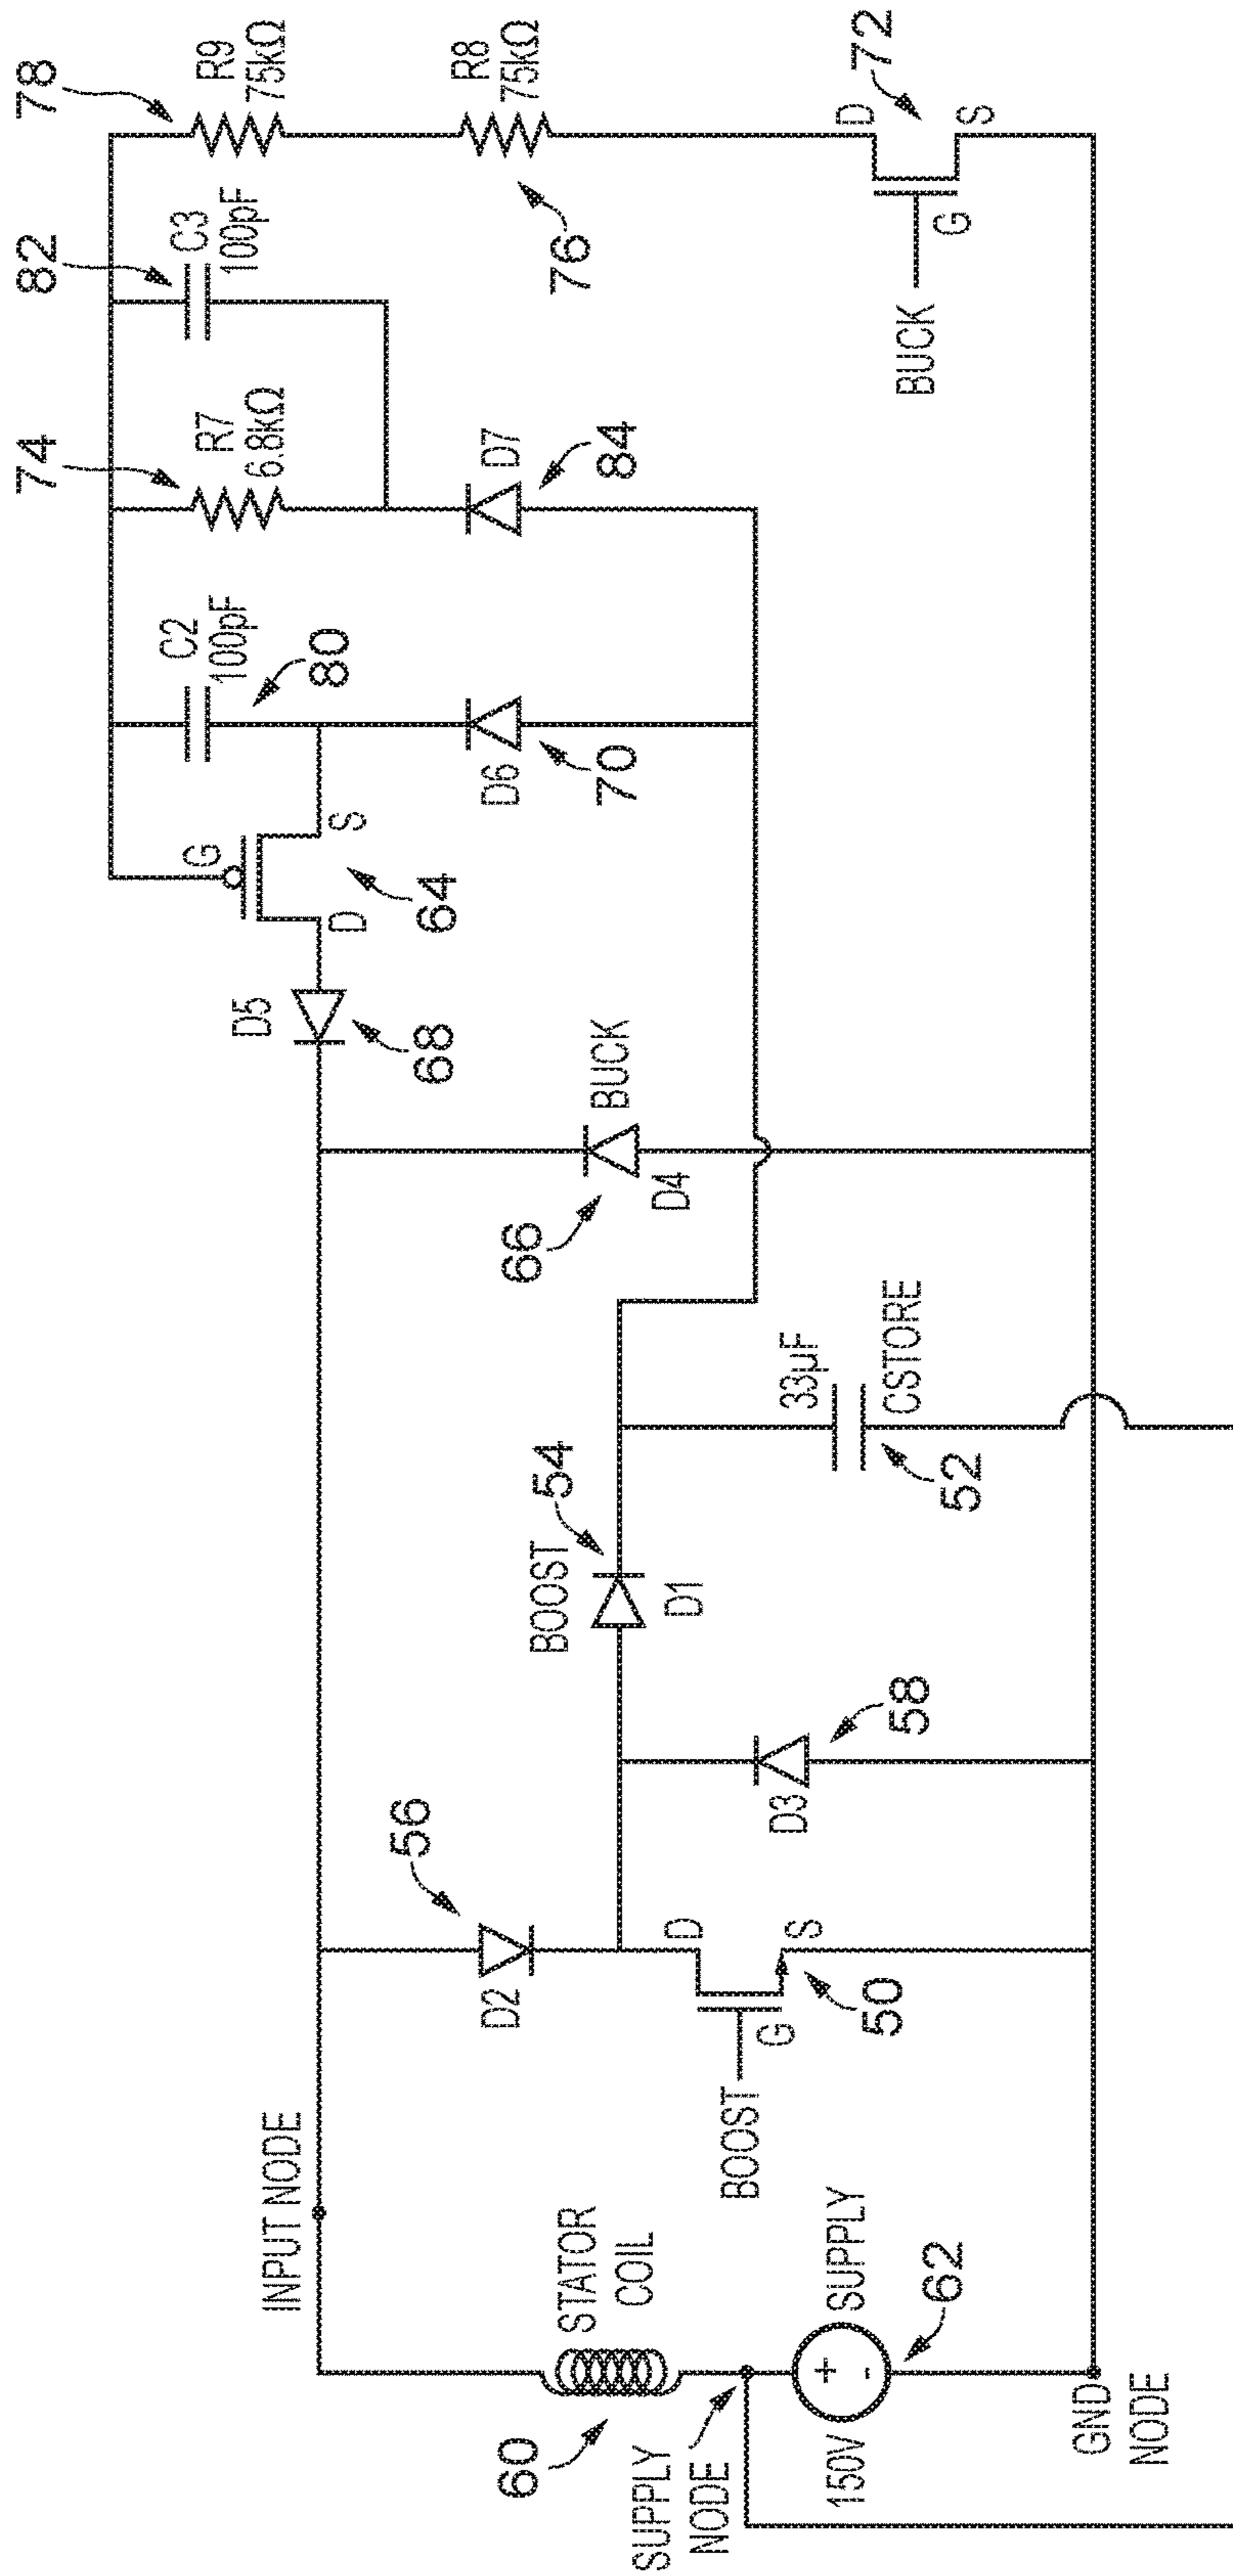 78
R9
75kΩ
82
C3
100pF
74
R7
6.8kΩ
C2
100pF
80
R8
75kΩ
76
72
D
S
G
BUCK
D7
84
D6
70
G
S
D
64
D5
68
BUCK
66
D4
33µF
CSTORE
52
BOOST
54
D1
D3
58
56
D2
D
S
G
50
BOOST
INPUT NODE
STATOR
COIL
60
SUPPLY
NODE
+
-
SUPPLY
62
150V
GND
NODE